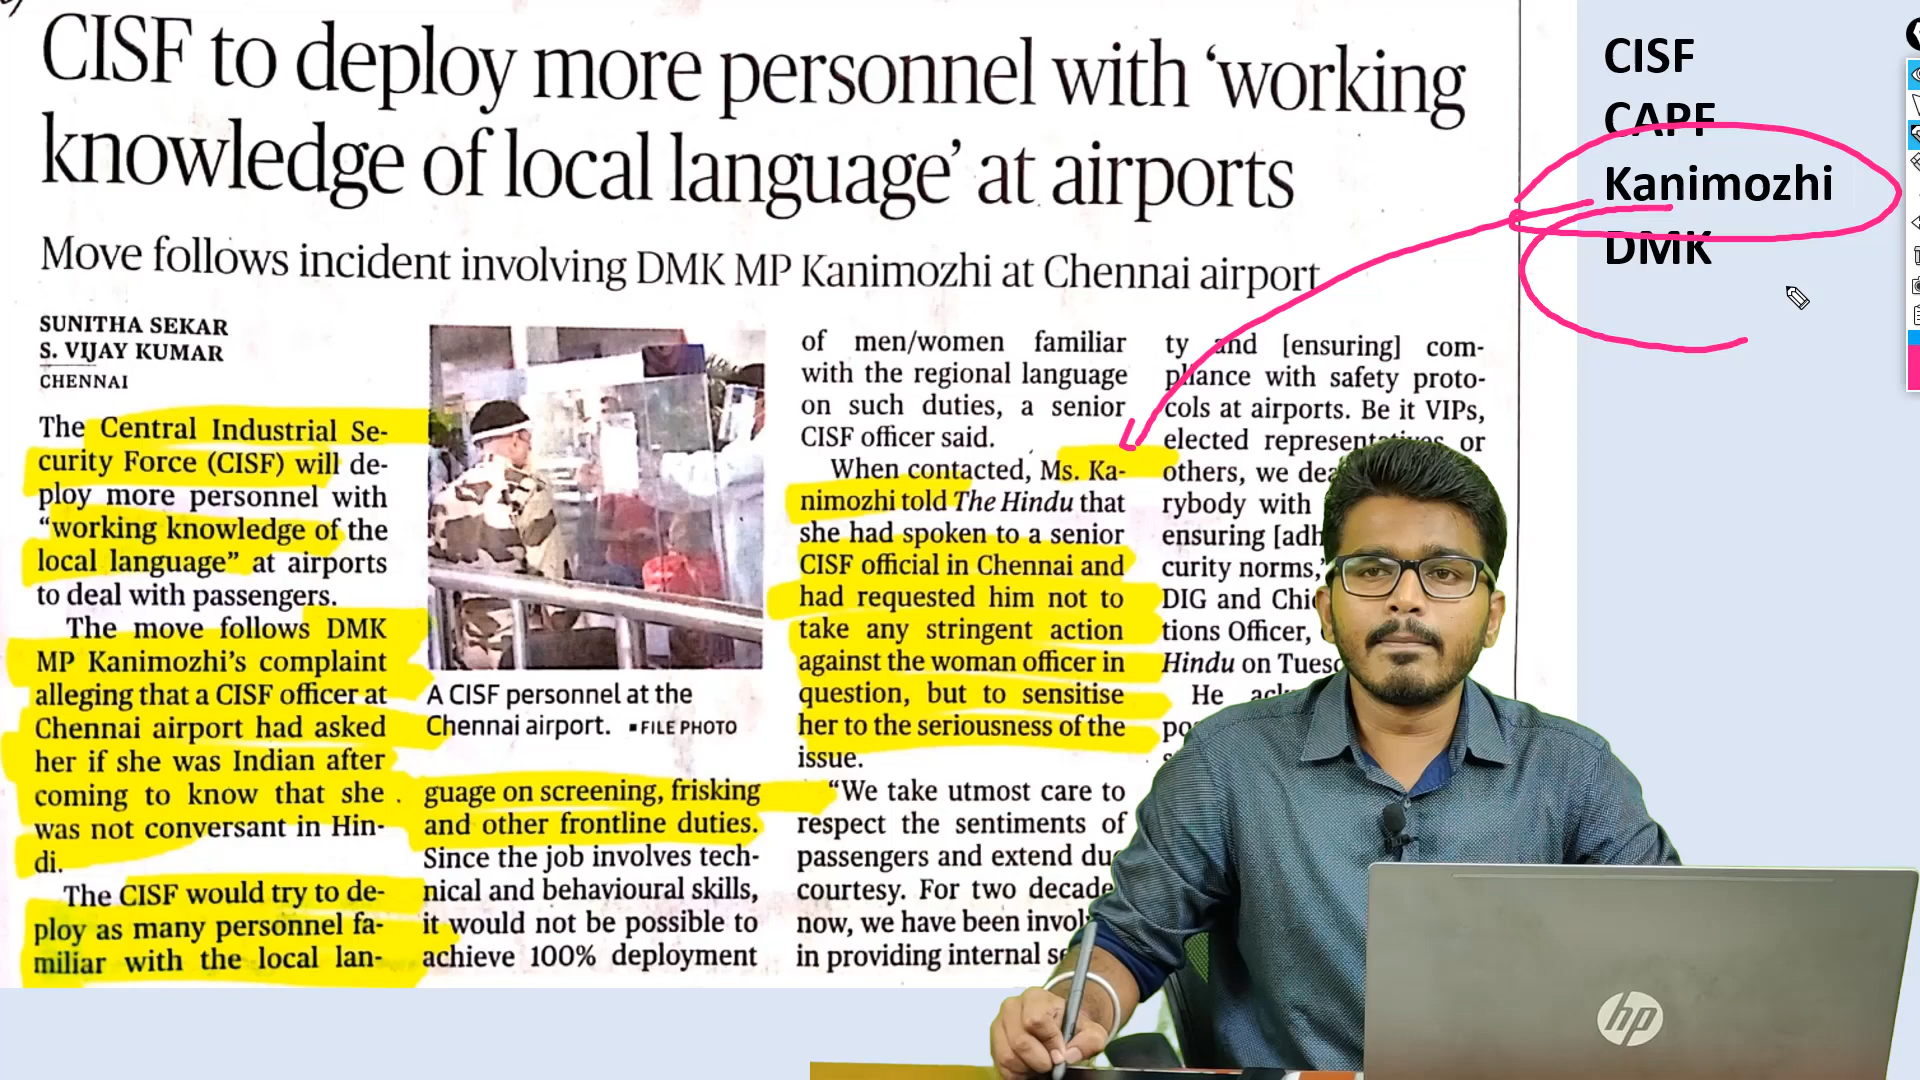 CISF to deploy more personnel with ‘working
knowledge of local language’ at airports
Move follows incident involving DMK MP Kanimozhi at Chennai airport
SUNITHA SEKAR
S. VIJAY KUMAR
CHENNAI
The Central Industrial Se-
curity Force (CISF) will de-
ploy more personnel with
“working knowledge of the
local language” at airports
to deal with passengers.
The move follows DMK
MP Kanimozhi’s complaint
alleging that a CISF officer at
Chennai airport had asked
her if she was Indian after
coming to know that she
was not conversant in Hin-
di.
The CISF would try to de-
ploy as many personnel fa-
miliar with the local lan-
A CISF personnel at the
Chennai airport. ▪FILE PHOTO
guage on screening, frisking
and other frontline duties.
Since the job involves tech-
nical and behavioural skills,
it would not be possible to
achieve 100% deployment
of men/women familiar
with the regional language
on such duties, a senior
CISF officer said.
When contacted, Ms. Ka-
nimozhi told The Hindu that
she had spoken to a senior
CISF official in Chennai and
had requested him not to
take any stringent action
against the woman officer in
question, but to sensitise
her to the seriousness of the
issue.
“We take utmost care to
respect the sentiments of
passengers and extend
courtesy. For two
now, we have been
in providing internal
ty and [ensuring] com-
pliance with safety proto-
cols at airports. Be it VIPs,
elected representatives or
others, we
rybody with
ensuring
curity norms,”
DIG and
tions Officer,
Hindu on
He
CISF
CAPF
Kanimozhi
DMK
hp